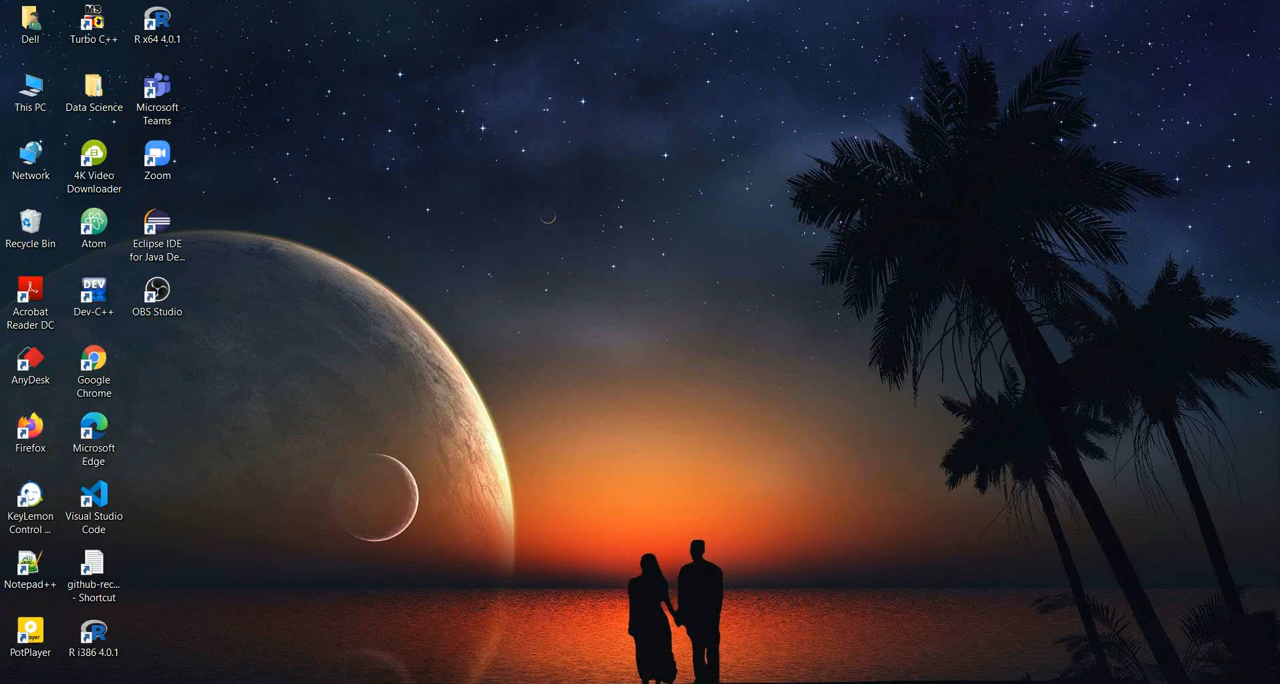 Dell
Turbo C++
R x64 4.0.1
This PC
Data Science
Microsoft
Teams
Network
4K Video
Downloader
Zoom
Recycle Bin
Atom
Eclipse IDE
for Java De...
Acrobat
Reader DC
DEV
Dev-C++
OBS Studio
AnyDesk
Google
Chrome
Firefox
Microsoft
Edge
KeyLemon
Control ...
Visual Studio
Code
Notepad++
github-rec...
- Shortcut
PotPlayer
R i386 4.0.1